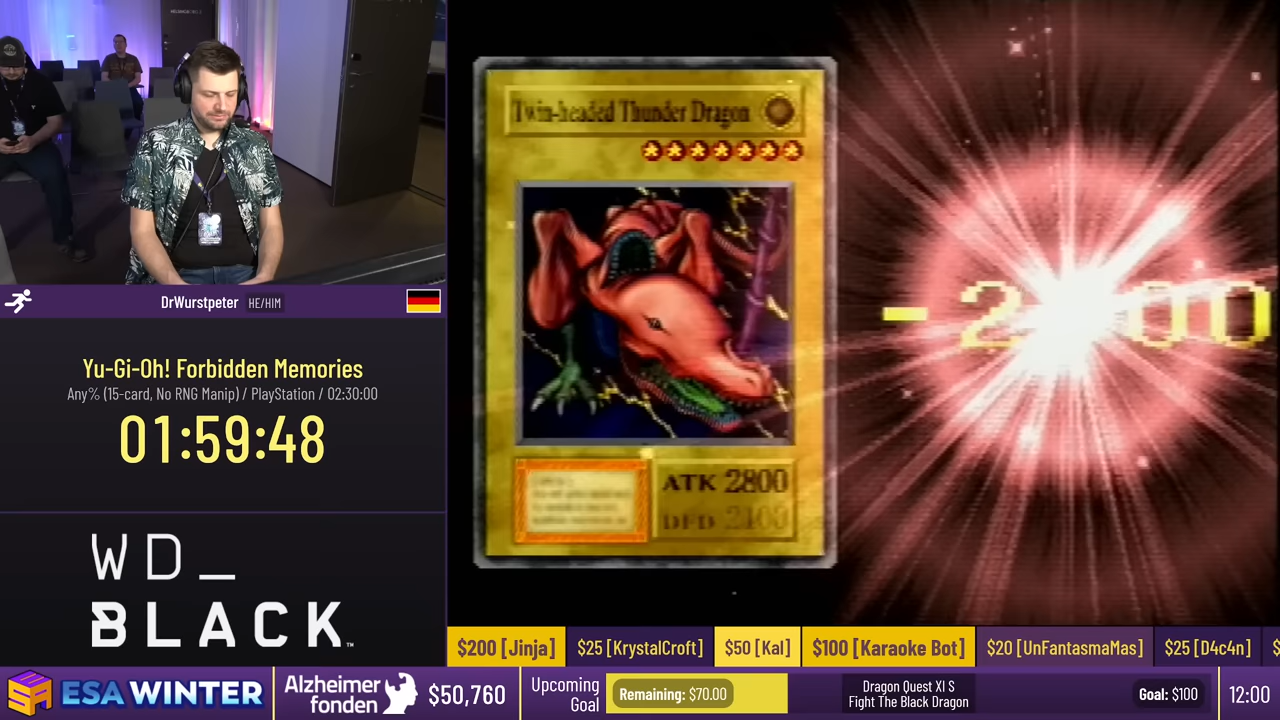 Twin-headed Thunder Dragon
ATK 2800
DFD 2100
DrWurstpeter HE/HIM
Yu-Gi-Oh! Forbidden Memories
Any% (15-card, No RNG Manip) / PlayStation / 02:30:00
01:59:48
WD_
BLACK™
$200 [Jinja] $25 [KrystalCroft] $50 [Kal] $100 [Karaoke Bot] $20 [UnFantasmaMas] $25 [D4c4n] $
ESA WINTER
Alzheimer
fonden
$50,760
Upcoming
Goal
Remaining: $70.00
Dragon Quest XI S
Fight The Black Dragon
Goal: $100
12:00